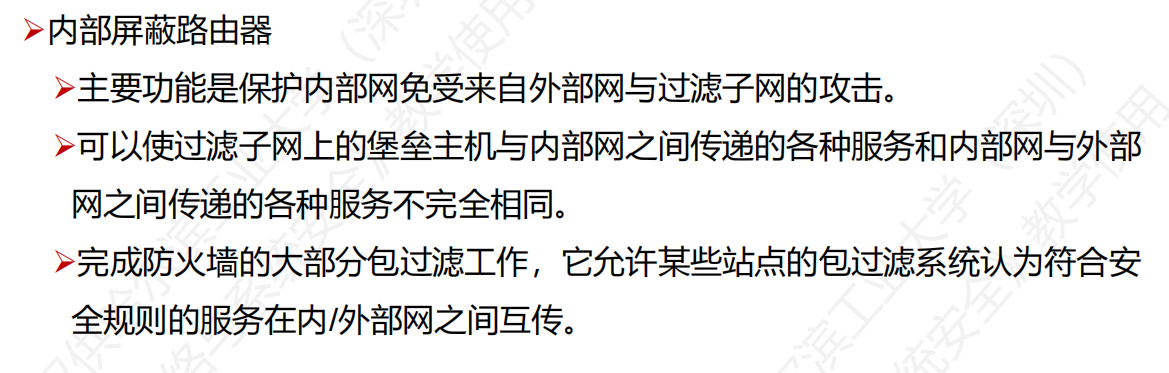 ➢内部屏蔽路由器
➢主要功能是保护内部网免受来自外部网与过滤子网的攻击。
➢可以使过滤子网上的堡垒主机与内部网之间传递的各种服务和内部网与外部
网之间传递的各种服务不完全相同。
➢完成防火墙的大部分包过滤工作，它允许某些站点的包过滤系统认为符合安
全规则的服务在内/外部网之间互传。